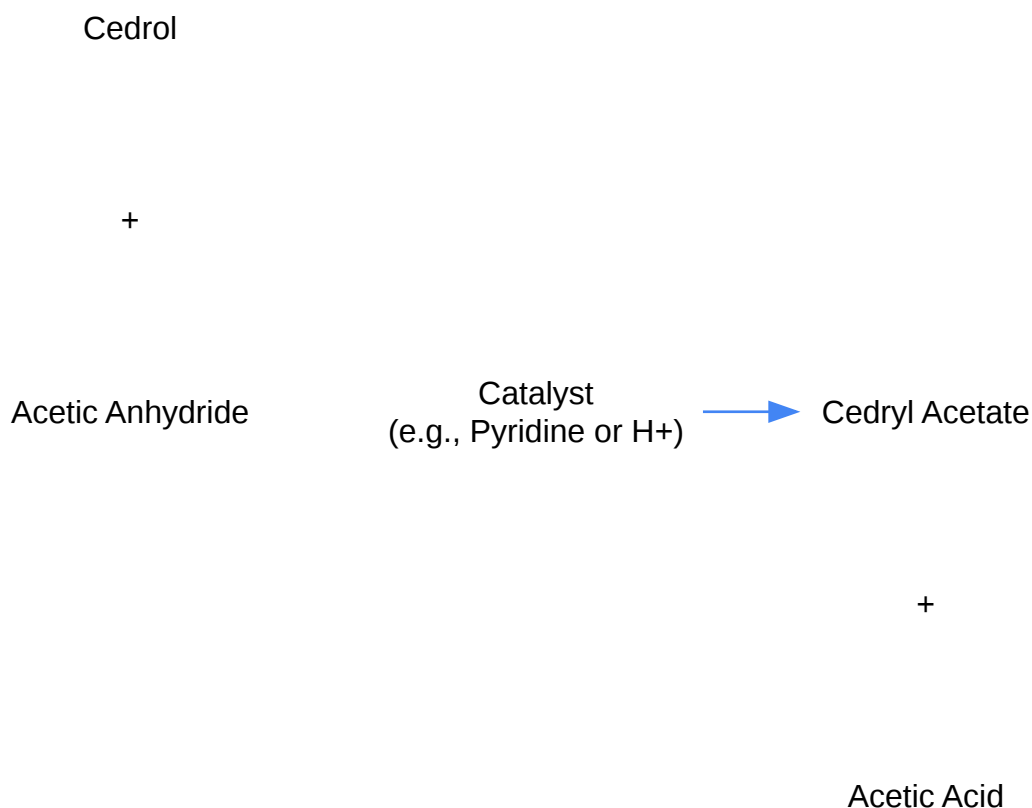 Cedrol
+
Acetic Anhydride
Catalyst
(e.g., Pyridine or H+)
Cedryl Acetate
+
Acetic Acid